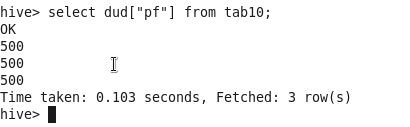 hive> select dud["pf"] from tab10;
OK
500
500
500
Time taken: 0.103 seconds, Fetched: 3 row(s)
hive>